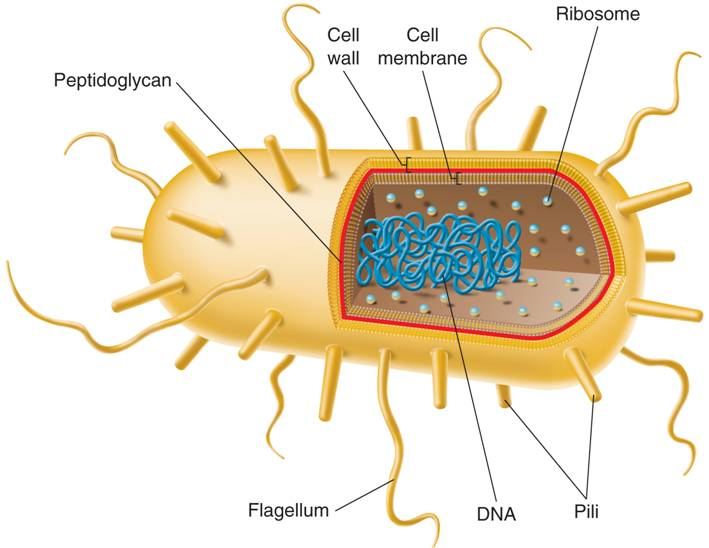 Ribosome
Cell
wall
Cell
membrane
Peptidoglycan
Flagellum
DNA
Pili